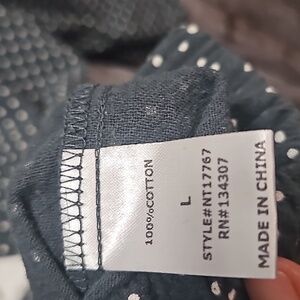 100%COTTON
L
STYLE#NT17767
RN#134307
MADE IN CHINA